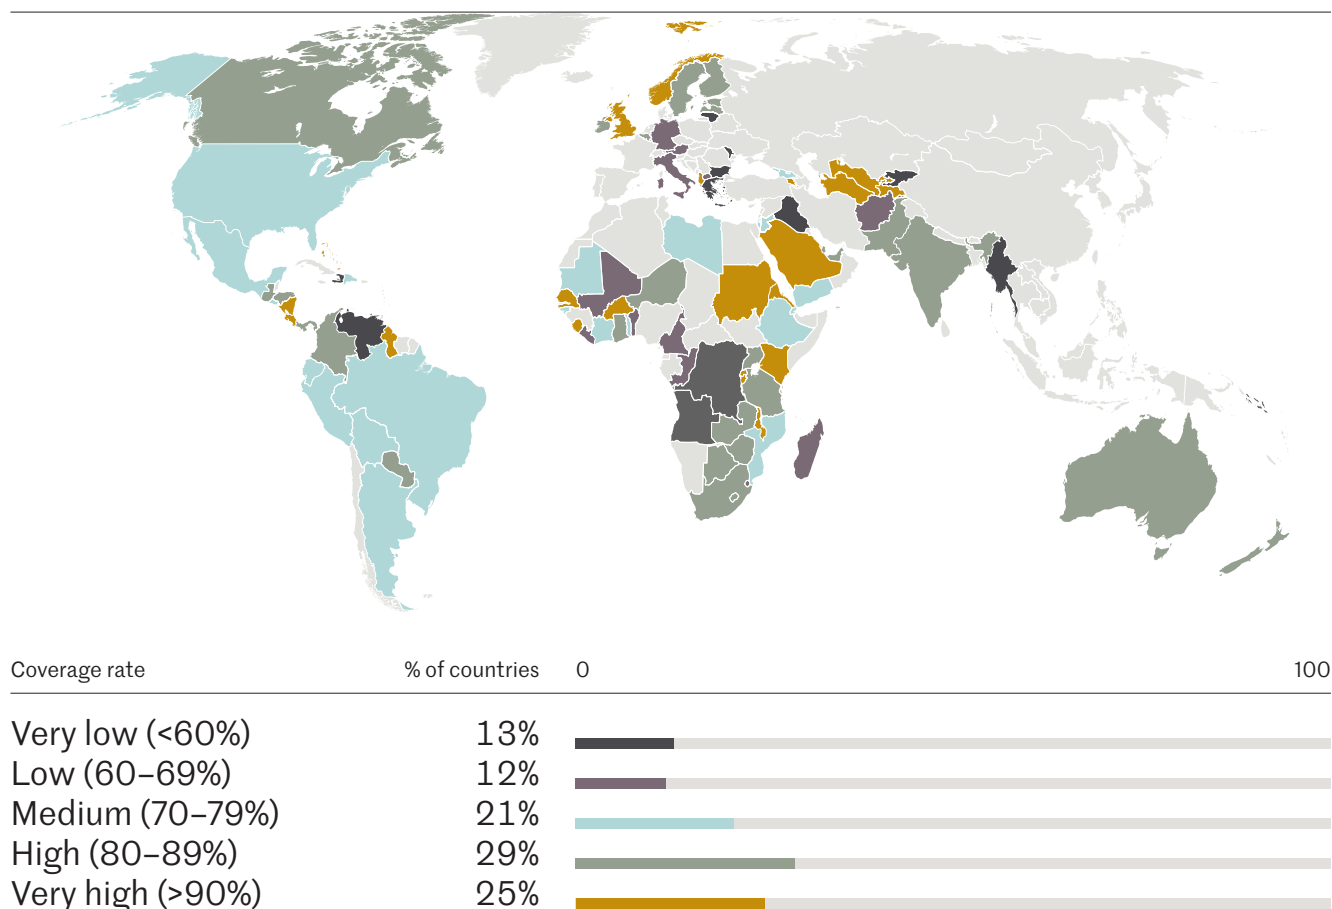 Coverage rate % of countries 0 100
Very low (<60%) 13%
Low (60–69%) 12%
Medium (70–79%) 21%
High (80–89%) 29%
Very high (>90%) 25%